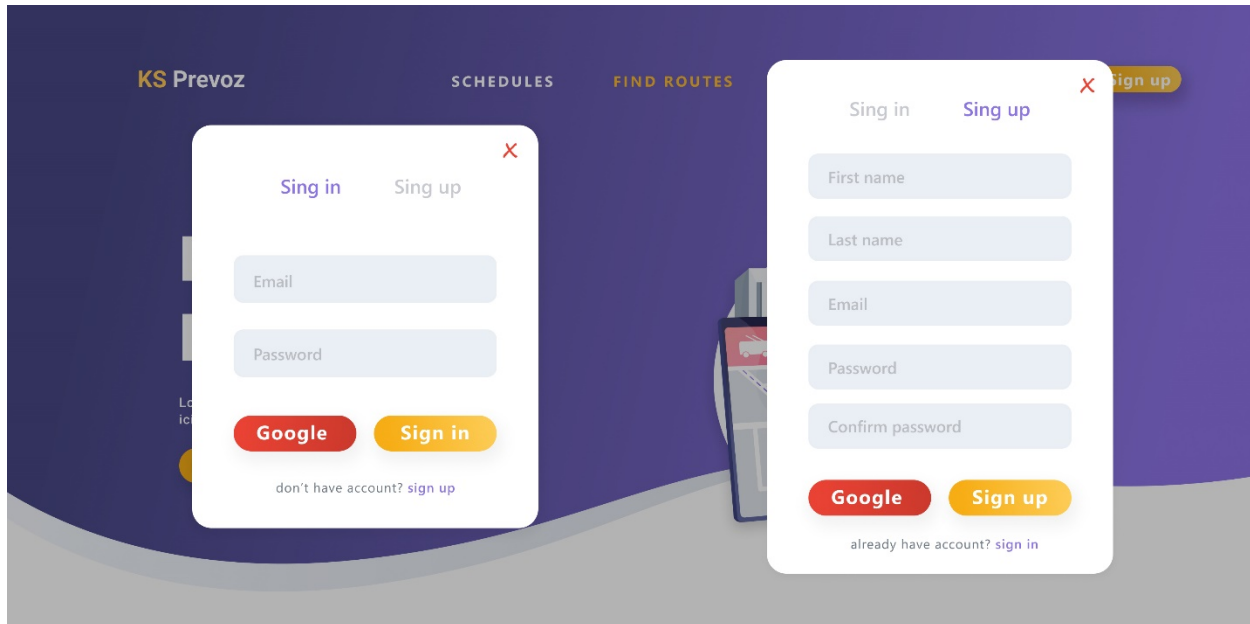 KS Prevoz
SCHEDULES
FIND ROUTES
Sign up
X
Sing in
Sing up
Email
Password
Google
Sign in
don't have account? sign up
X
Sing in
Sing up
First name
Last name
Email
Password
Confirm password
Google
Sign up
already have account? sign in